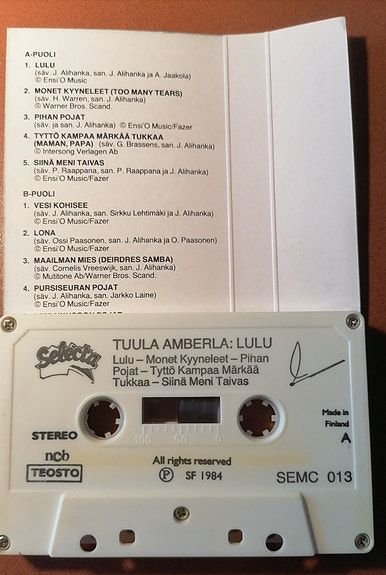 A-PUOLI
1. LULU
(säv. J. Alihanka, san. J. Alihanka ja A. Jaakola)
© Ensi'O Music
2. MONET KYYNELEET (TOO MANY TEARS)
(säv. H. Warren, san. J. Alihanka)
© Warner Bros. Scand.
3. PIHAN POJAT
(säv. ja san. J. Alihanka) © Ensi'O Music/Fazer
4. TYTTÖ KAMPAA MÄRKÄÄ TUKKAA
(MAMAN, PAPA) (säv. G. Brassens, san. J. Alihanka)
© Intersong Verlagen Ab
5. SIINÄ MENI TAIVAS
(säv. P. Raappana, san. P. Raappana ja J. Alihanka)
© Ensi'O Music/Fazer
B-PUOLI
1. VESI KOHISEE
(säv. J. Alihanka, san. Sirkku Lehtimäki ja J. Alihanka)
© Ensi'O Music/Fazer
2. LONA
(säv. Ossi Paasonen, san. J. Alihanka ja O. Paasonen)
© Ensi'O Music/Fazer
3. MAAILMAN MIES (DEIRDRES SAMBA)
(säv. Cornelis Vreeswijk, san. J. Alihanka)
© Multitone Ab/Warner Bros. Scand.
4. PURSISEURAN POJAT
(säv. J. Alihanka, san. Jarkko Laine)
© Ensi'O Music/Fazer
Selecta
TUULA AMBERLA: LULU
Lulu – Monet Kyyneleet – Pihan
Pojat – Tyttö Kampaa Märkää
Tukkaa – Siinä Meni Taivas
STEREO
100 50 0
Made in
Finland
A
ncb
TEOSTO
All rights reserved
Ⓟ SF 1984
SEMC 013